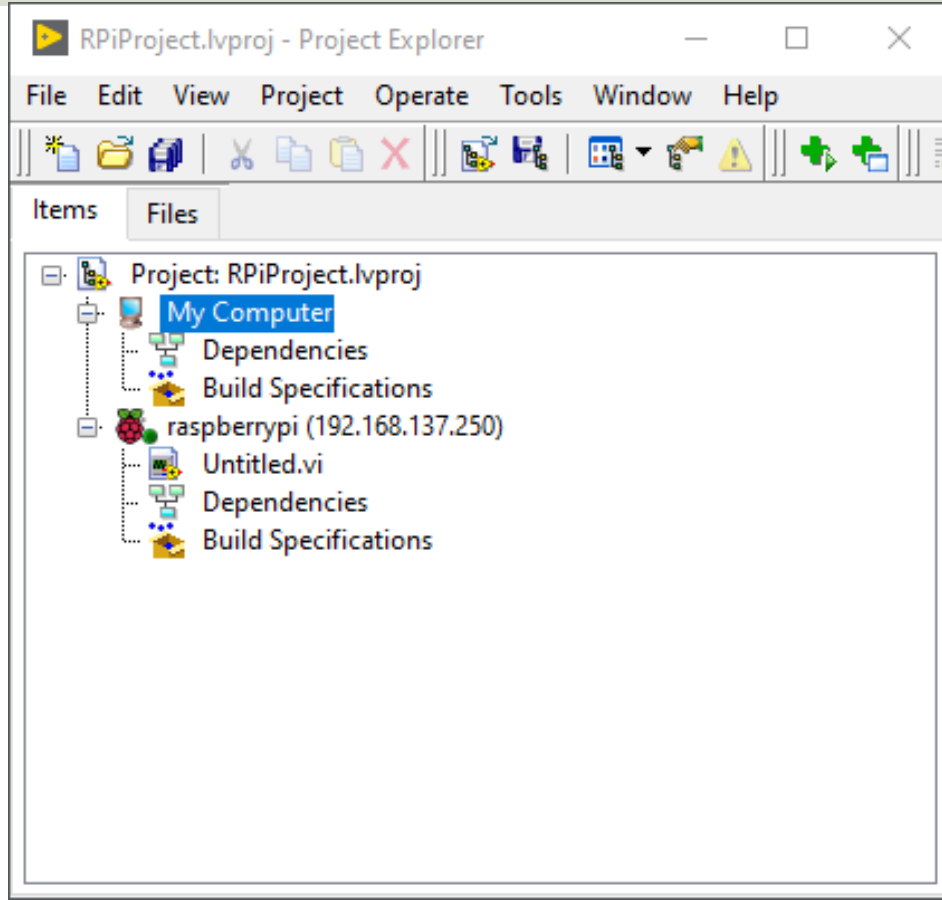 RPiProject.lvproj - Project Explorer
File Edit View Project Operate Tools Window Help
Items Files
Project: RPiProject.lvproj
My Computer
Dependencies
Build Specifications
raspberrypi (192.168.137.250)
Untitled.vi
Dependencies
Build Specifications